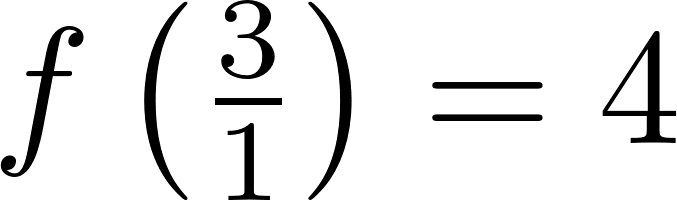 f(3/1) = 4